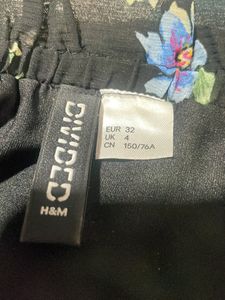 DIVIDED
H&M
EUR 32
UK 4
CN 150/76A